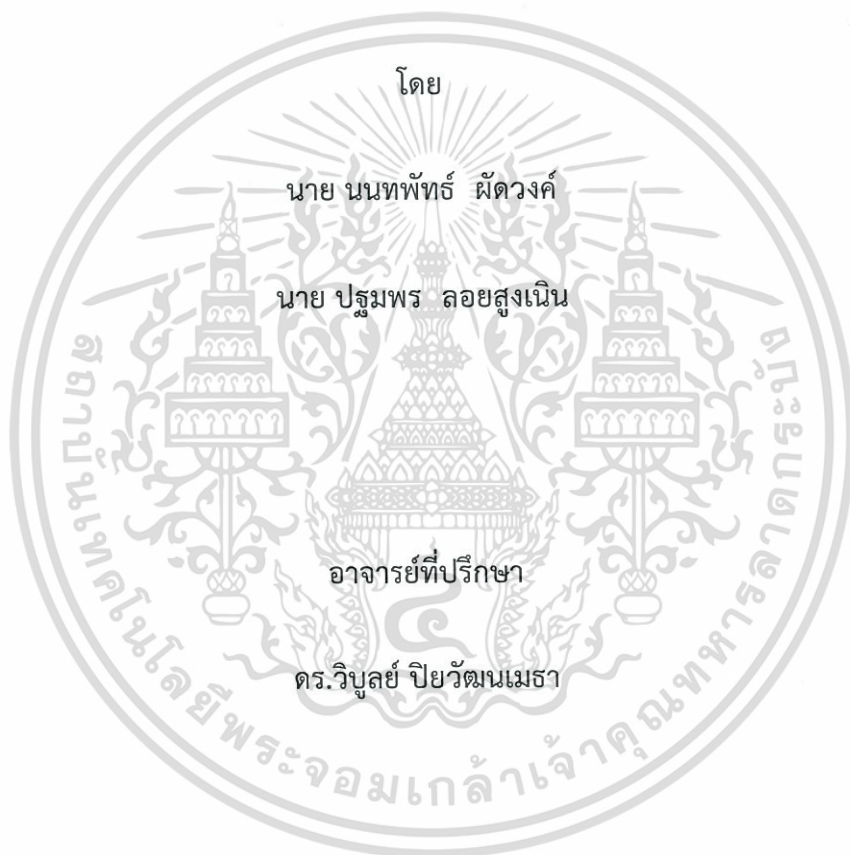 โดย
นาย นนทพัทธ์ ผัดวงค์
นาย ปฐมพร ลอยสูงเนิน
อาจารย์ที่ปรึกษา
ดร.วิบูลย์ ปิยวัฒนเมธา
สถาบันเทคโนโลยีพระจอมเกล้าเจ้าคุณทหารลาดกระบัง
๔